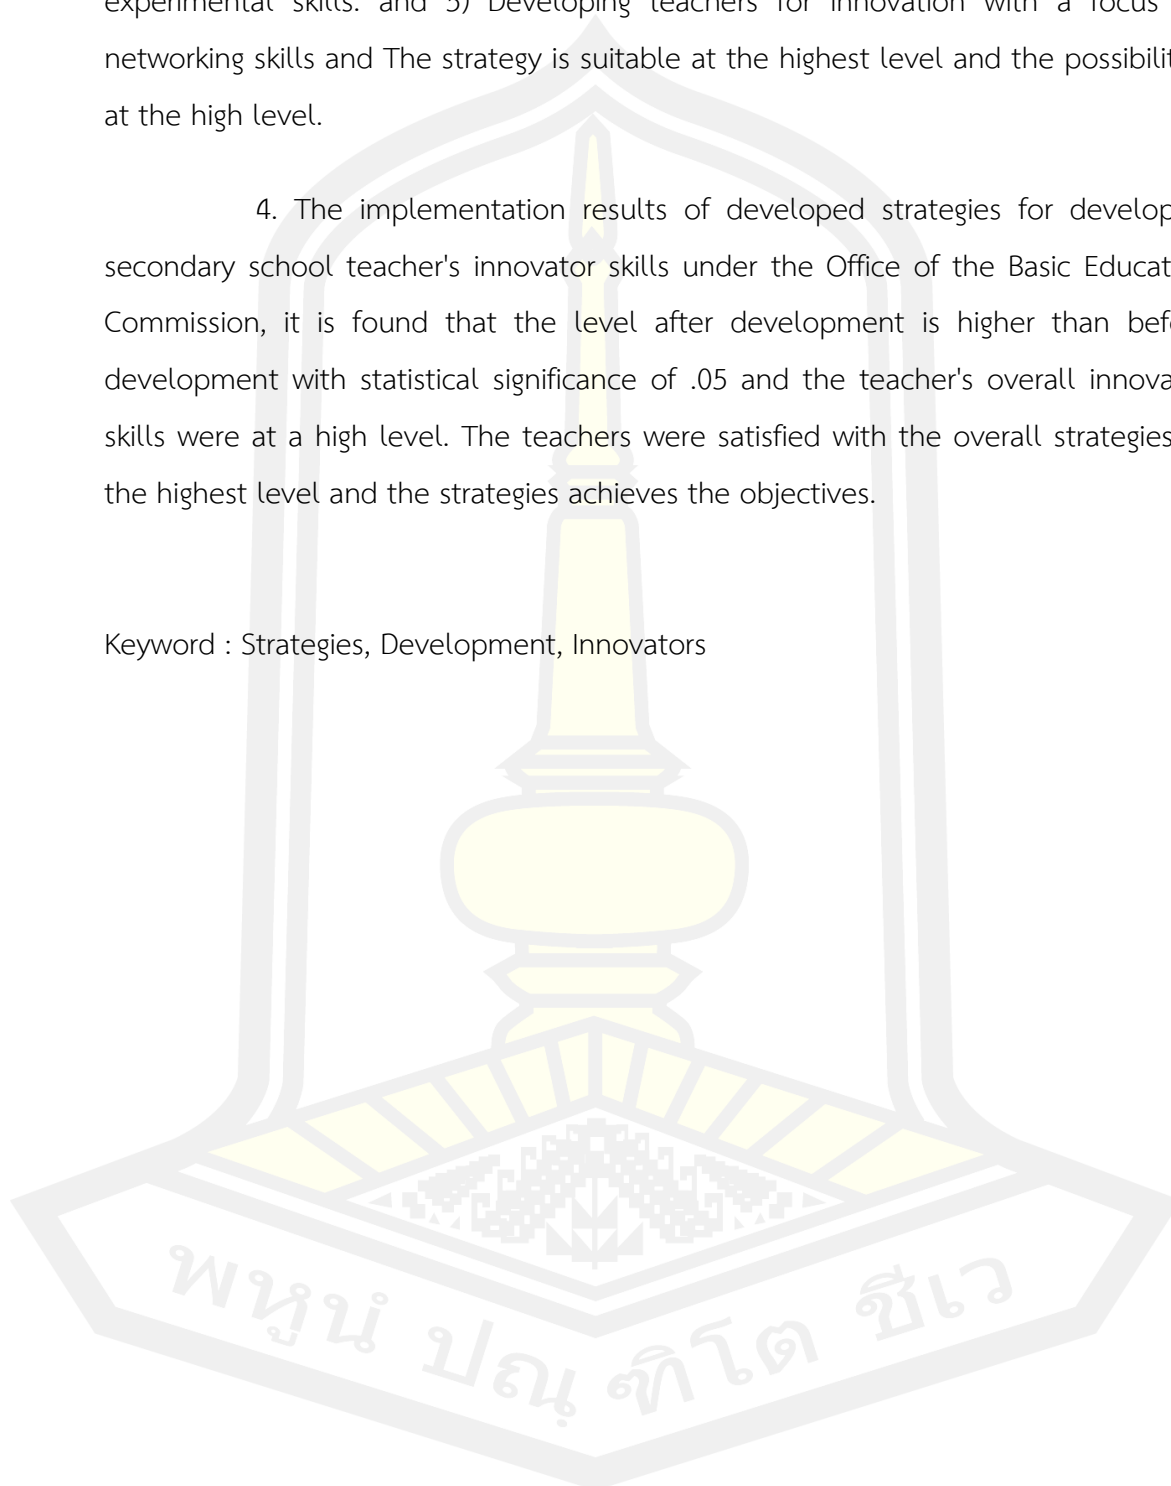 experimental skills. and 5) Developing teachers for innovation with a focus
networking skills and The strategy is suitable at the highest level and the possibilit
at the high level.
4. The implementation results of developed strategies for develop
secondary school teacher's innovator skills under the Office of the Basic Educat
Commission, it is found that the level after development is higher than bef
development with statistical significance of .05 and the teacher's overall innova
skills were at a high level. The teachers were satisfied with the overall strategies
the highest level and the strategies achieves the objectives.
Keyword : Strategies, Development, Innovators
พหูนํ ปณฺฑิโต ชีเว